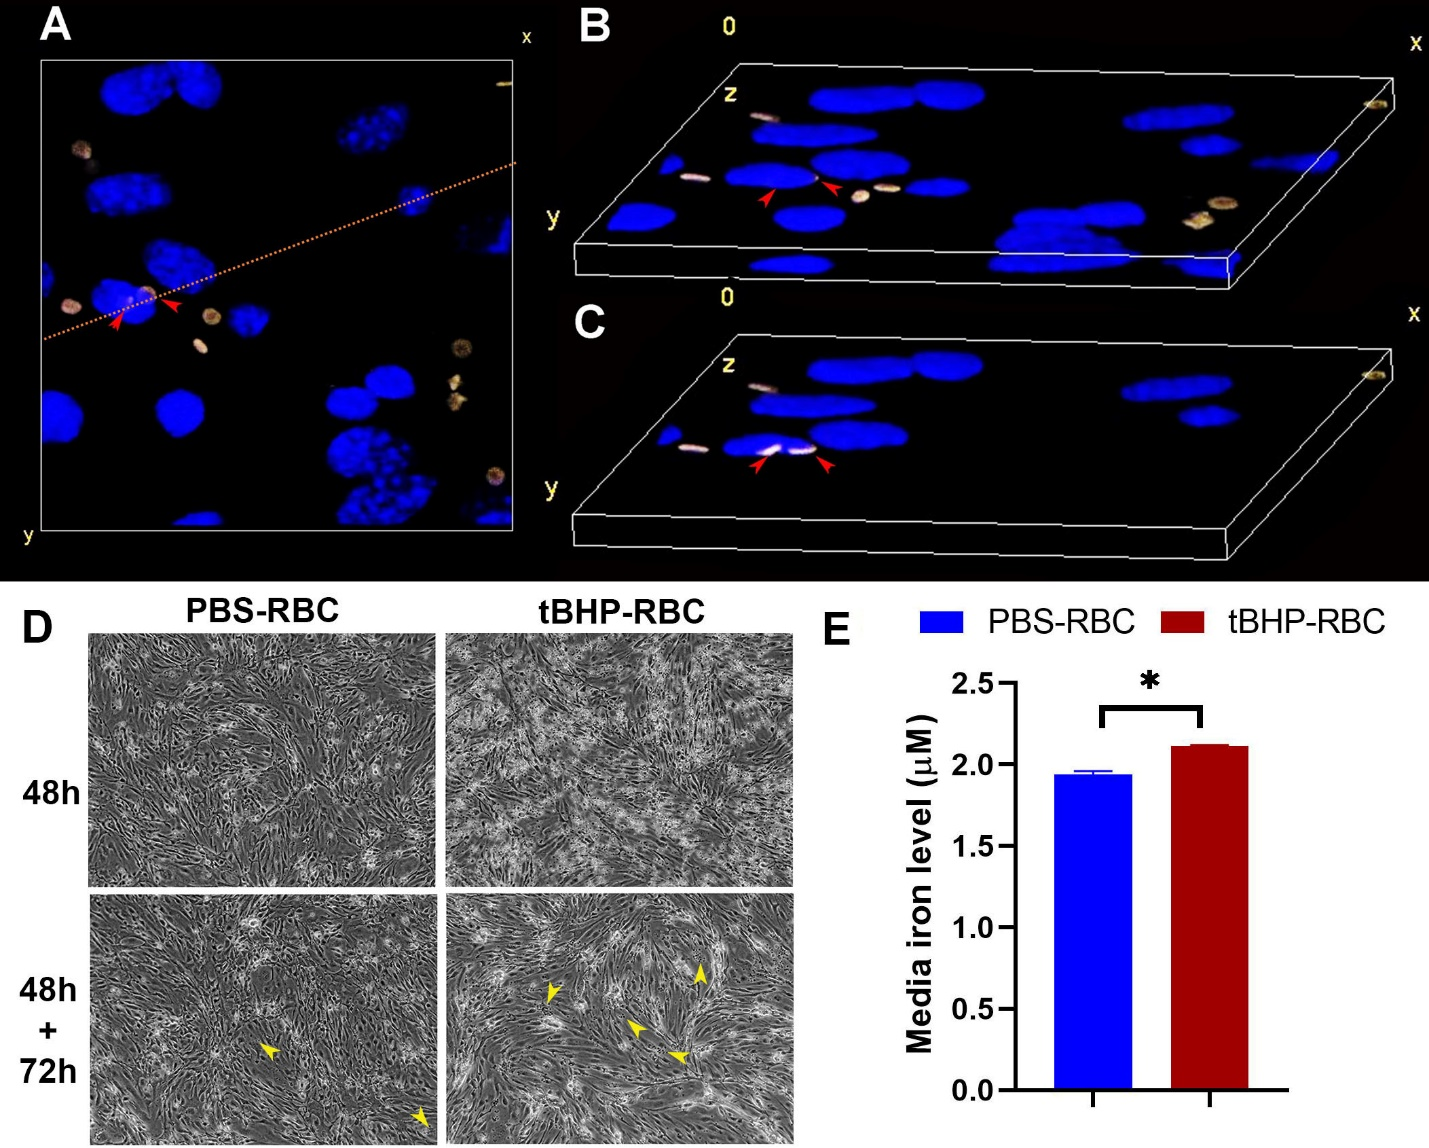 A
x
y
B
0
x
z
y
C
0
x
z
y
D
PBS-RBC
tBHP-RBC
48h
48h
+
72h
E
PBS-RBC
tBHP-RBC
*
Media iron level (μM)
2.5
2.0
1.5
1.0
0.5
0.0